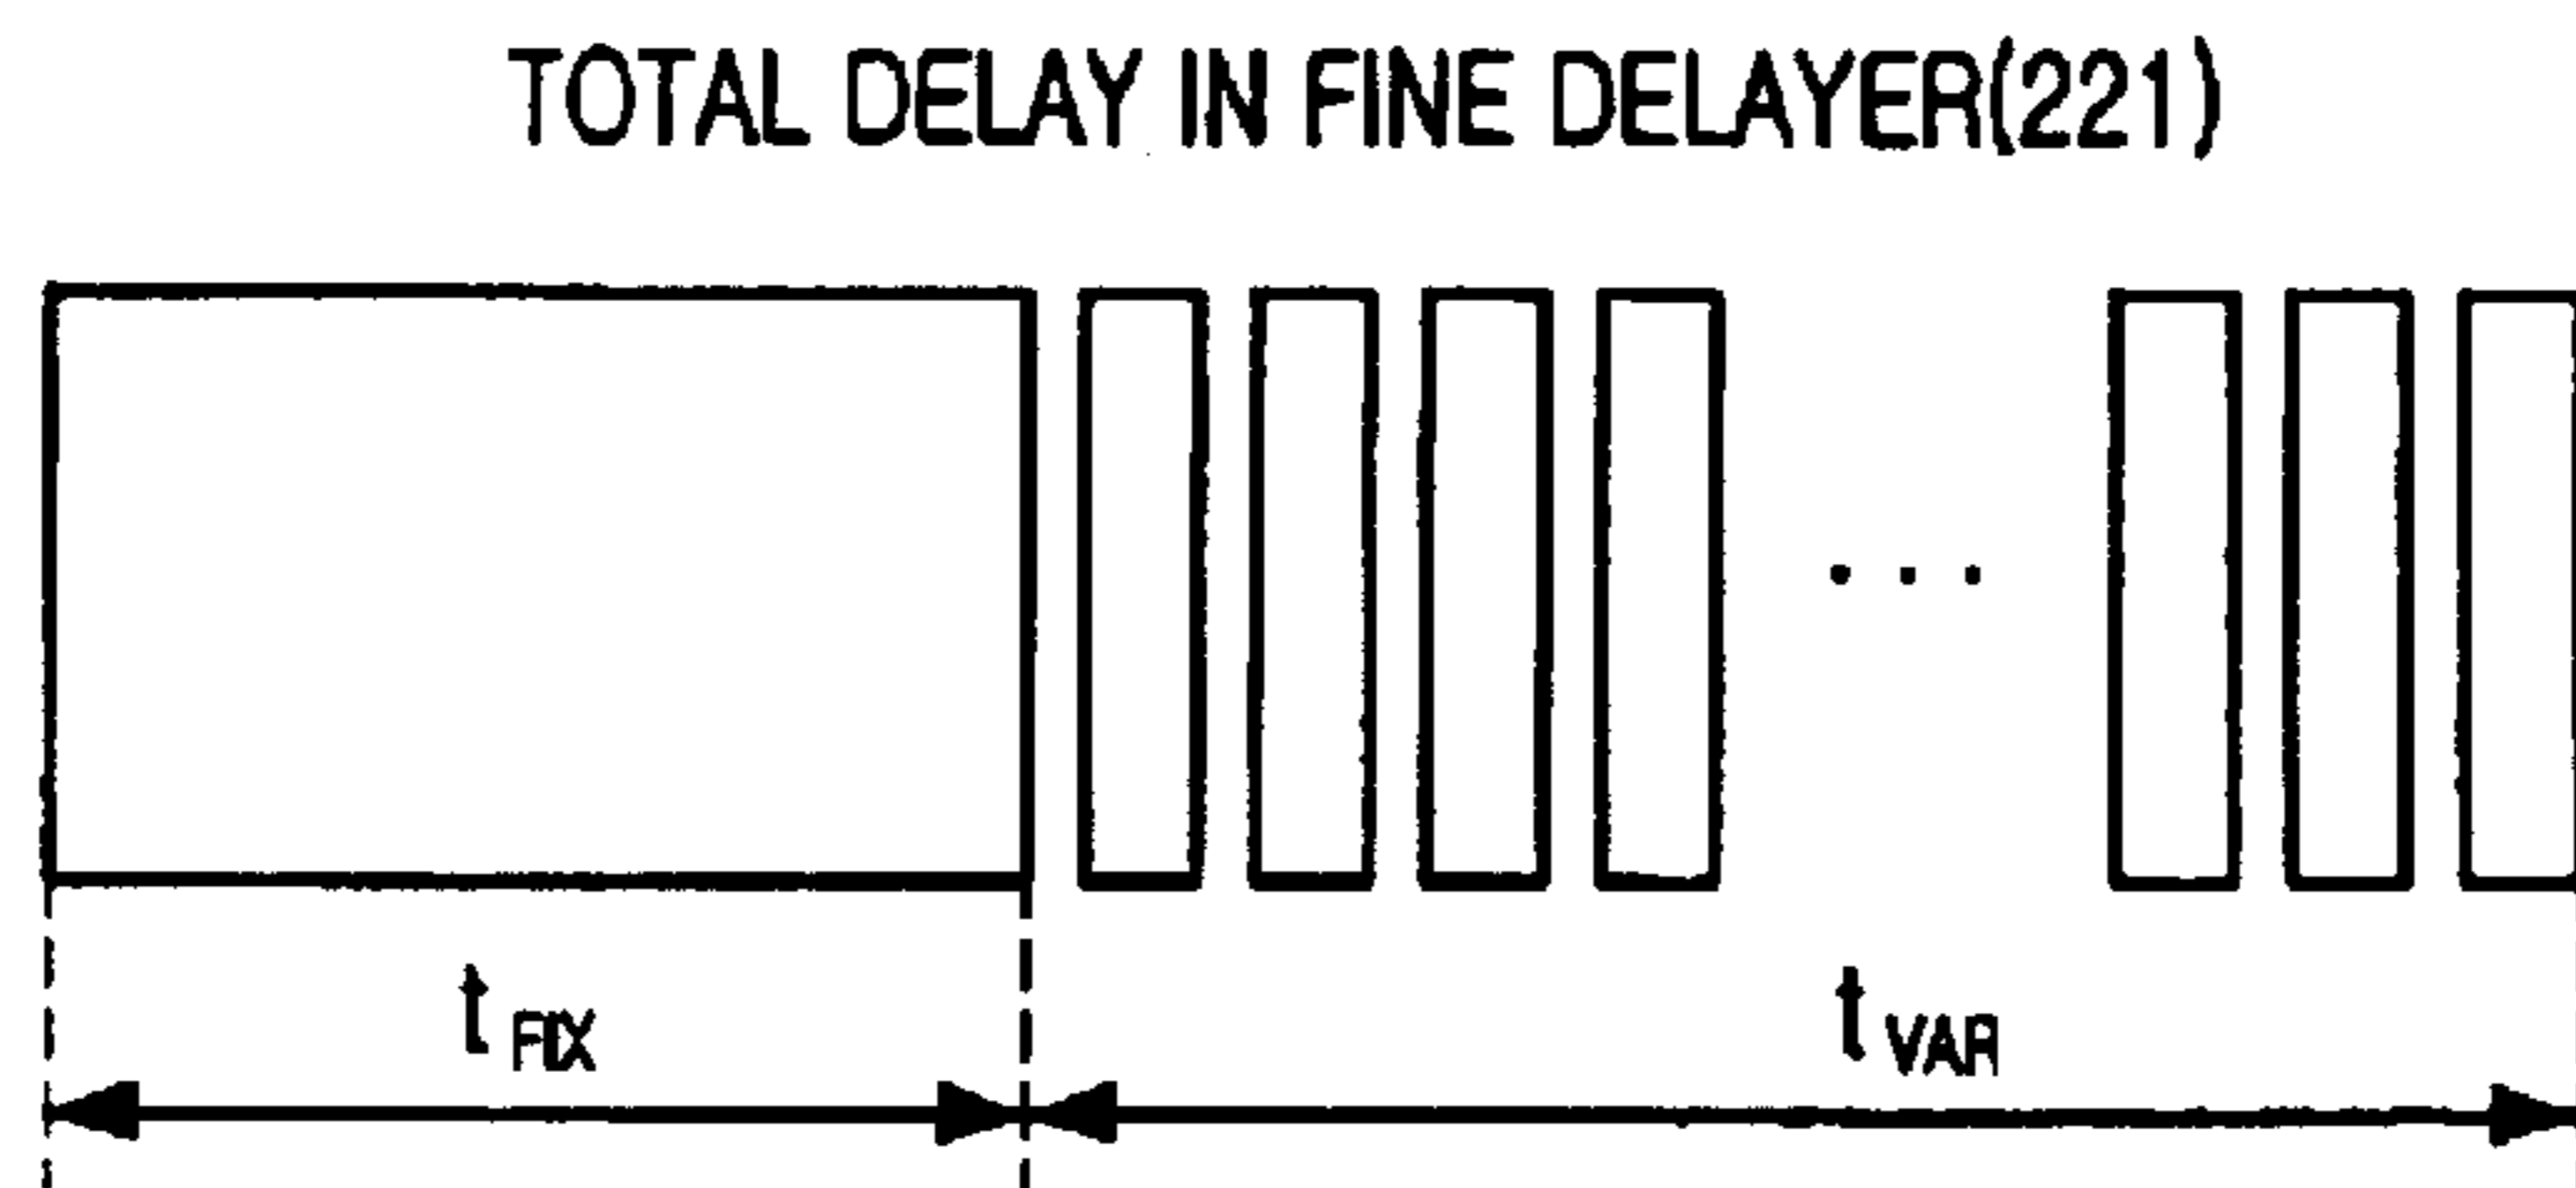 TOTAL DELAY IN FINE DELAYER(221)
. . .
t FIX
t VAR